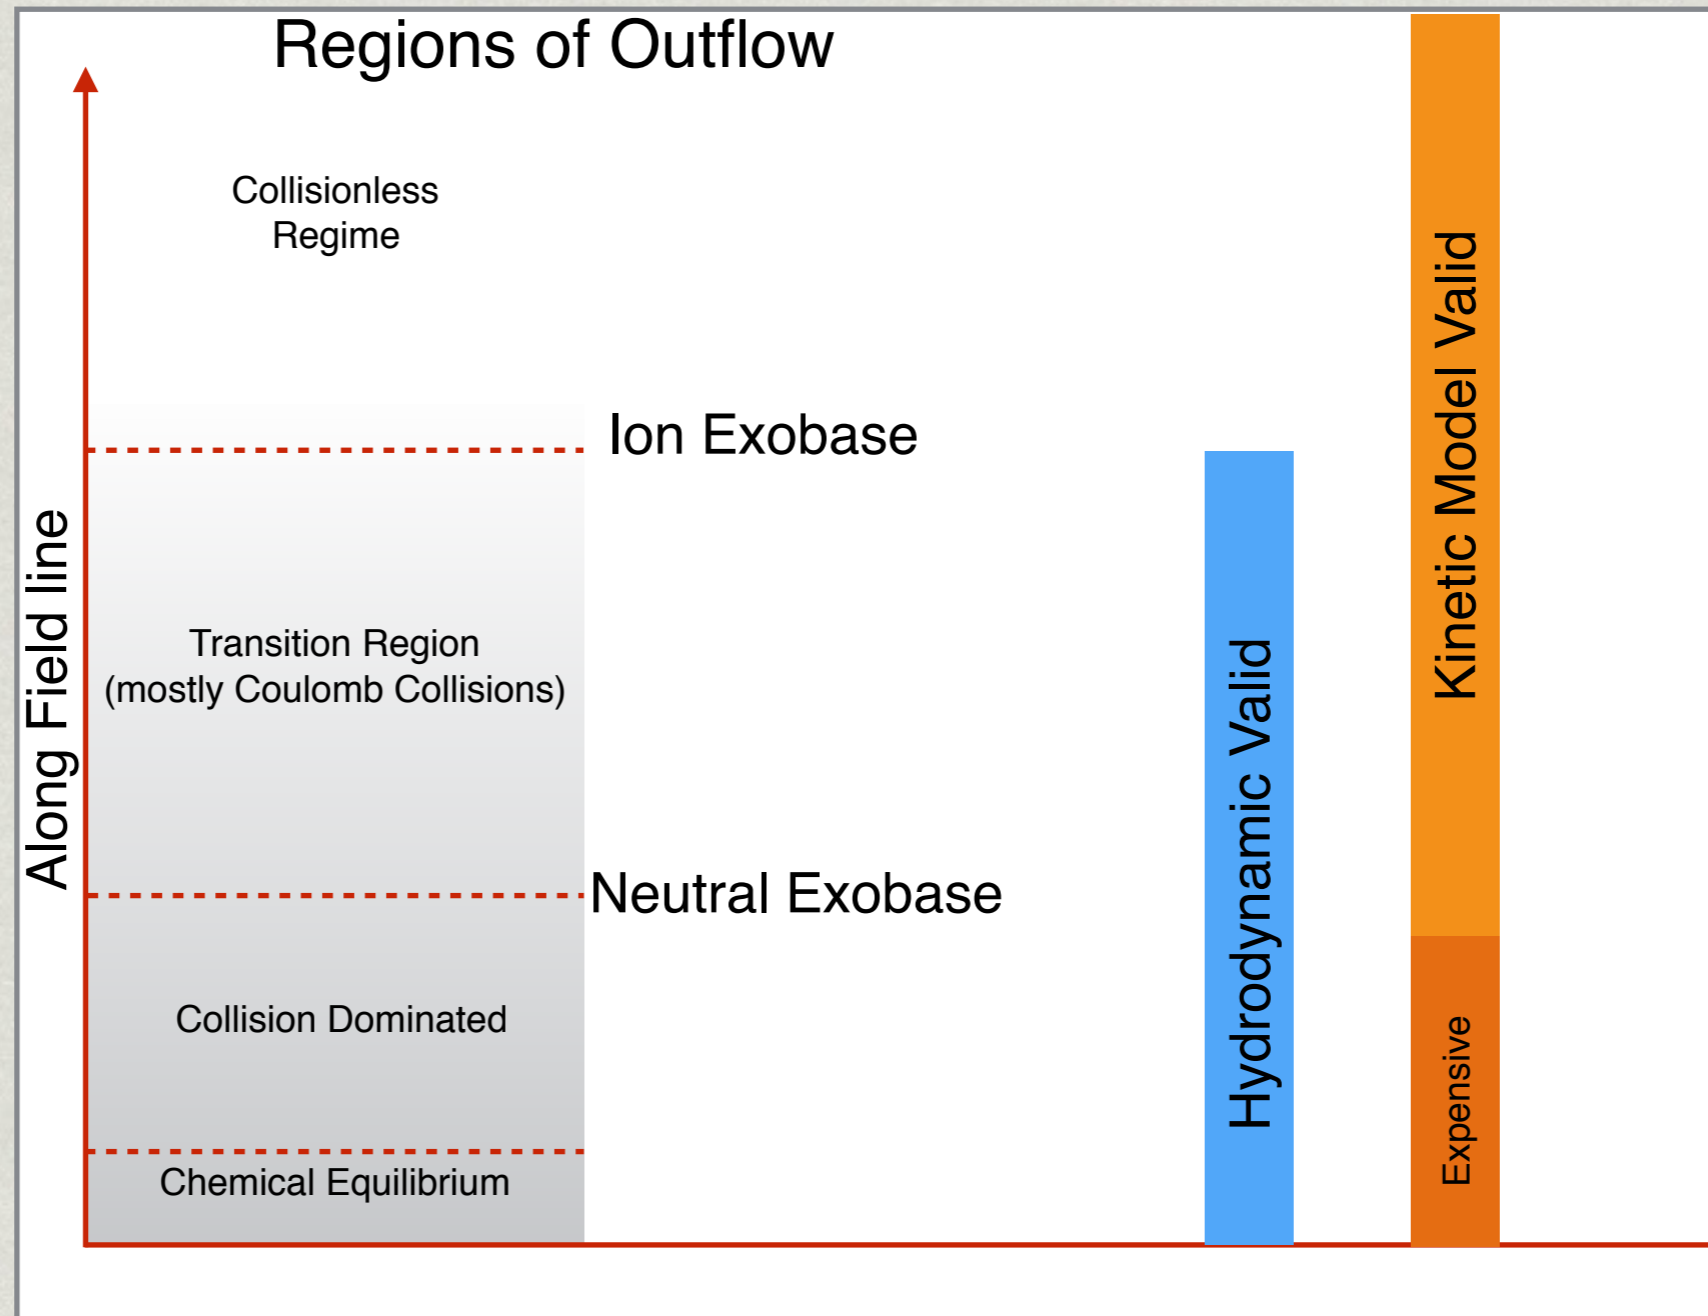 Regions of Outflow
Collisionless
Regime
Ion Exobase
Transition Region
(mostly Coulomb Collisions)
Neutral Exobase
Collision Dominated
Chemical Equilibrium
Along Field line
Hydrodynamic Valid
Kinetic Model Valid
Expensive